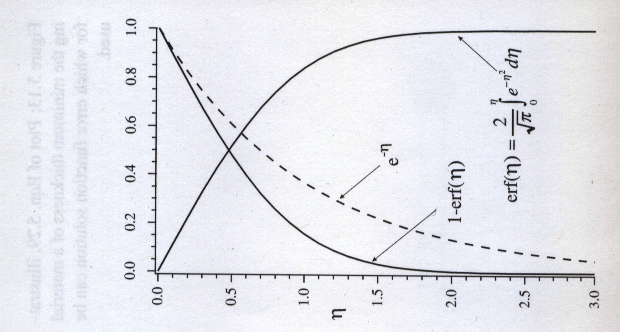 1.0
0.8
0.6
0.4
0.2
0.0
0.0
0.5
1.0
1.5
2.0
2.5
3.0
η
e^-η
1-erf(η)
erf(η) = 2/√π ∫₀^η e^-η² dη
Figure 5.13: Plot of Eqn. 5.29, illustrat-
ing the minimum thickness of a material
for which error function solution can be
used.